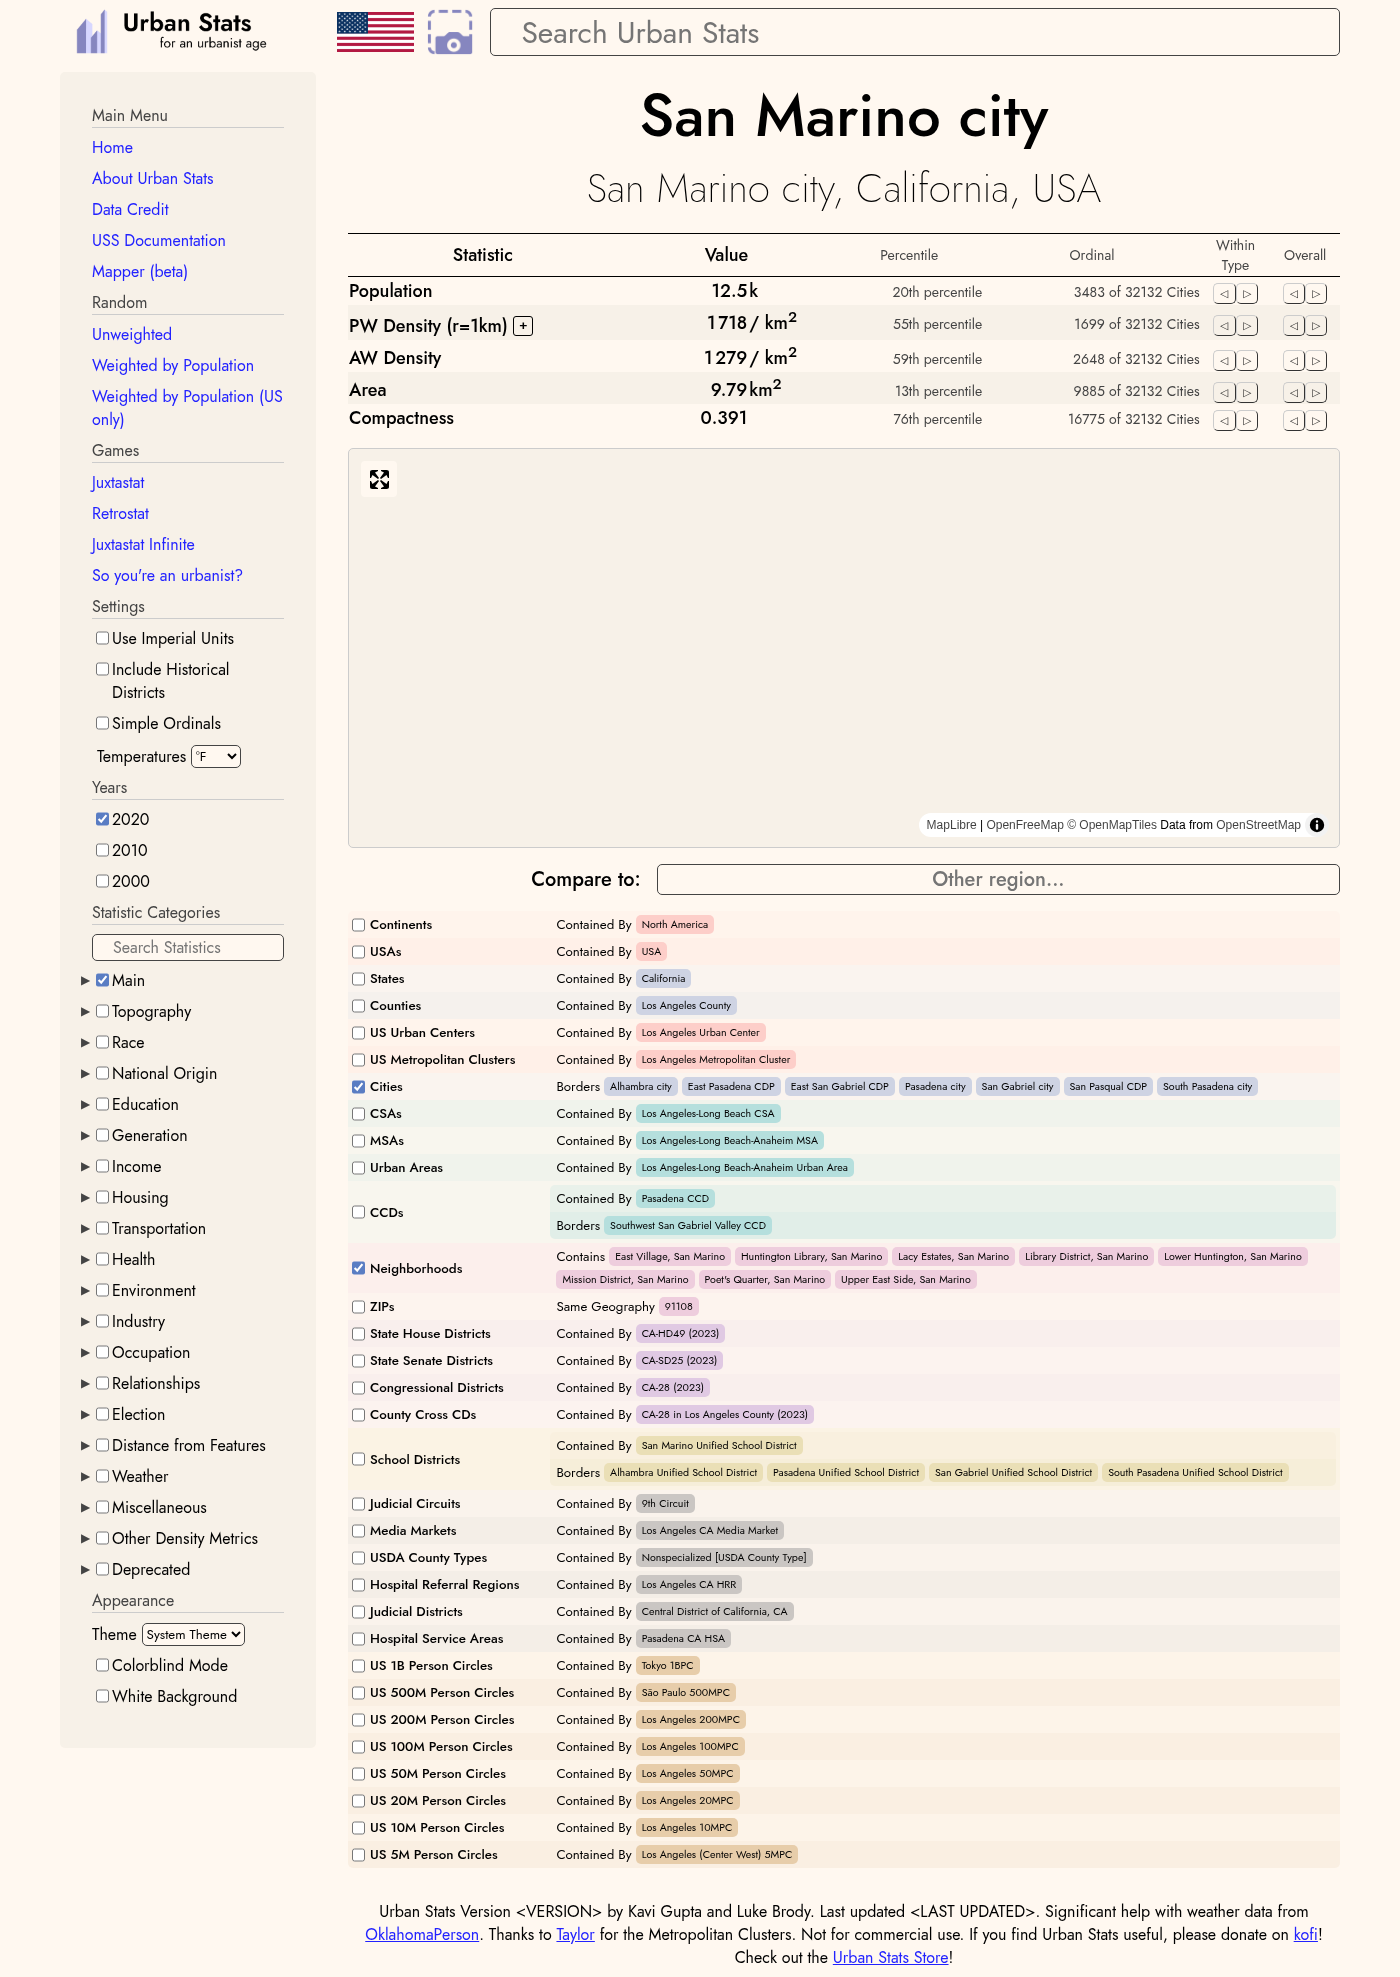 Urban Stats
for an urbanist age
Search Urban Stats
Main Menu
Home
About Urban Stats
Data Credit
USS Documentation
Mapper (beta)
Random
Unweighted
Weighted by Population
Weighted by Population (US
only)
Games
Juxtastat
Retrostat
Juxtastat Infinite
So you're an urbanist?
Settings
Use Imperial Units
Include Historical
Districts
Simple Ordinals
Temperatures °F
Years
2020
2010
2000
Statistic Categories
Search Statistics
Main
Topography
Race
National Origin
Education
Generation
Income
Housing
Transportation
Health
Environment
Industry
Occupation
Relationships
Election
Distance from Features
Weather
Miscellaneous
Other Density Metrics
Deprecated
Appearance
Theme System Theme
Colorblind Mode
White Background
San Marino city
San Marino city, California, USA
Statistic Value Percentile Ordinal Within Type Overall
Population 12.5k 20th percentile 3483 of 32132 Cities
PW Density (r=1km) + 1 718 / km² 55th percentile 1699 of 32132 Cities
AW Density 1 279 / km² 59th percentile 2648 of 32132 Cities
Area 9.79 km² 13th percentile 9885 of 32132 Cities
Compactness 0.391 76th percentile 16775 of 32132 Cities
MapLibre | OpenFreeMap © OpenMapTiles Data from OpenStreetMap
Compare to: Other region...
Continents Contained By North America
USAs Contained By USA
States Contained By California
Counties Contained By Los Angeles County
US Urban Centers Contained By Los Angeles Urban Center
US Metropolitan Clusters Contained By Los Angeles Metropolitan Cluster
Cities Borders Alhambra city East Pasadena CDP East San Gabriel CDP Pasadena city San Gabriel city San Pasqual CDP South Pasadena city
CSAs Contained By Los Angeles-Long Beach CSA
MSAs Contained By Los Angeles-Long Beach-Anaheim MSA
Urban Areas Contained By Los Angeles-Long Beach-Anaheim Urban Area
CCDs Contained By Pasadena CCD
Borders Southwest San Gabriel Valley CCD
Neighborhoods Contains East Village, San Marino Huntington Library, San Marino Lacy Estates, San Marino Library District, San Marino Lower Huntington, San Marino
Mission District, San Marino Poet's Quarter, San Marino Upper East Side, San Marino
ZIPs Same Geography 91108
State House Districts Contained By CA-HD49 (2023)
State Senate Districts Contained By CA-SD25 (2023)
Congressional Districts Contained By CA-28 (2023)
County Cross CDs Contained By CA-28 in Los Angeles County (2023)
School Districts Contained By San Marino Unified School District
Borders Alhambra Unified School District Pasadena Unified School District San Gabriel Unified School District South Pasadena Unified School District
Judicial Circuits Contained By 9th Circuit
Media Markets Contained By Los Angeles CA Media Market
USDA County Types Contained By Nonspecialized [USDA County Type]
Hospital Referral Regions Contained By Los Angeles CA HRR
Judicial Districts Contained By Central District of California, CA
Hospital Service Areas Contained By Pasadena CA HSA
US 1B Person Circles Contained By Tokyo 1BPC
US 500M Person Circles Contained By São Paulo 500MPC
US 200M Person Circles Contained By Los Angeles 200MPC
US 100M Person Circles Contained By Los Angeles 100MPC
US 50M Person Circles Contained By Los Angeles 50MPC
US 20M Person Circles Contained By Los Angeles 20MPC
US 10M Person Circles Contained By Los Angeles 10MPC
US 5M Person Circles Contained By Los Angeles (Center West) 5MPC
Urban Stats Version <VERSION> by Kavi Gupta and Luke Brody. Last updated <LAST UPDATED>. Significant help with weather data from
OklahomaPerson. Thanks to Taylor for the Metropolitan Clusters. Not for commercial use. If you find Urban Stats useful, please donate on kofi!
Check out the Urban Stats Store!